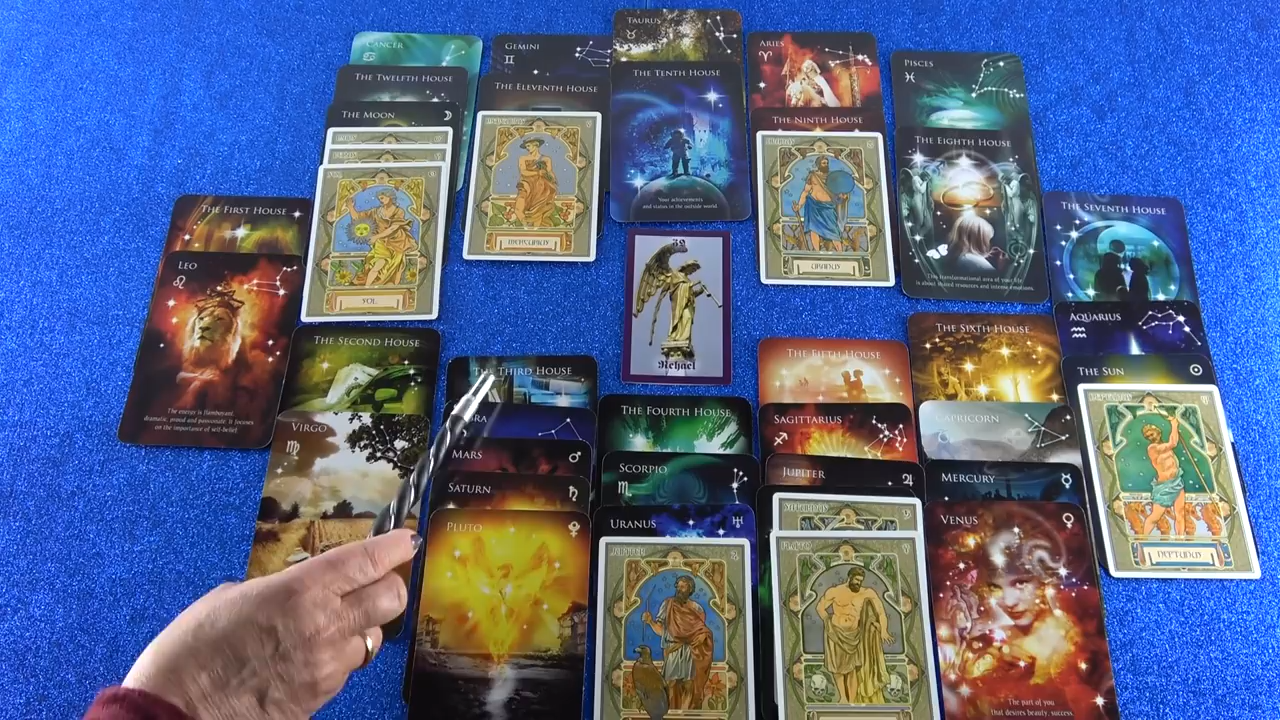 CANCER
THE TWELFTH HOUSE
THE MOON
SOL
GEMINI
THE ELEVENTH HOUSE
MERCURIUS
TAURUS
THE TENTH HOUSE
Your achievements
and status in the outside world.
ARIES
THE NINTH HOUSE
URANUS
PISCES
THE EIGHTH HOUSE
This transformational area of your life
is about shared resources and intense emotions.
THE SEVENTH HOUSE
AQUARIUS
THE SUN
NEPTUNUS
THE FIRST HOUSE
LEO
The energy is flamboyant,
dramatic, proud and passionate; it focuses
on the importance of self-belief.
THE SECOND HOUSE
VIRGO
THIRD HOUSE
MARS
SATURN
PLUTO
39
Rehael
THE FOURTH HOUSE
SCORPIO
URANUS
JUPITER
THE FIFTH HOUSE
SAGITTARIUS
JUPITER
THE SIXTH HOUSE
CAPRICORN
MERCURY
VENUS
The part of you
that desires beauty, success,